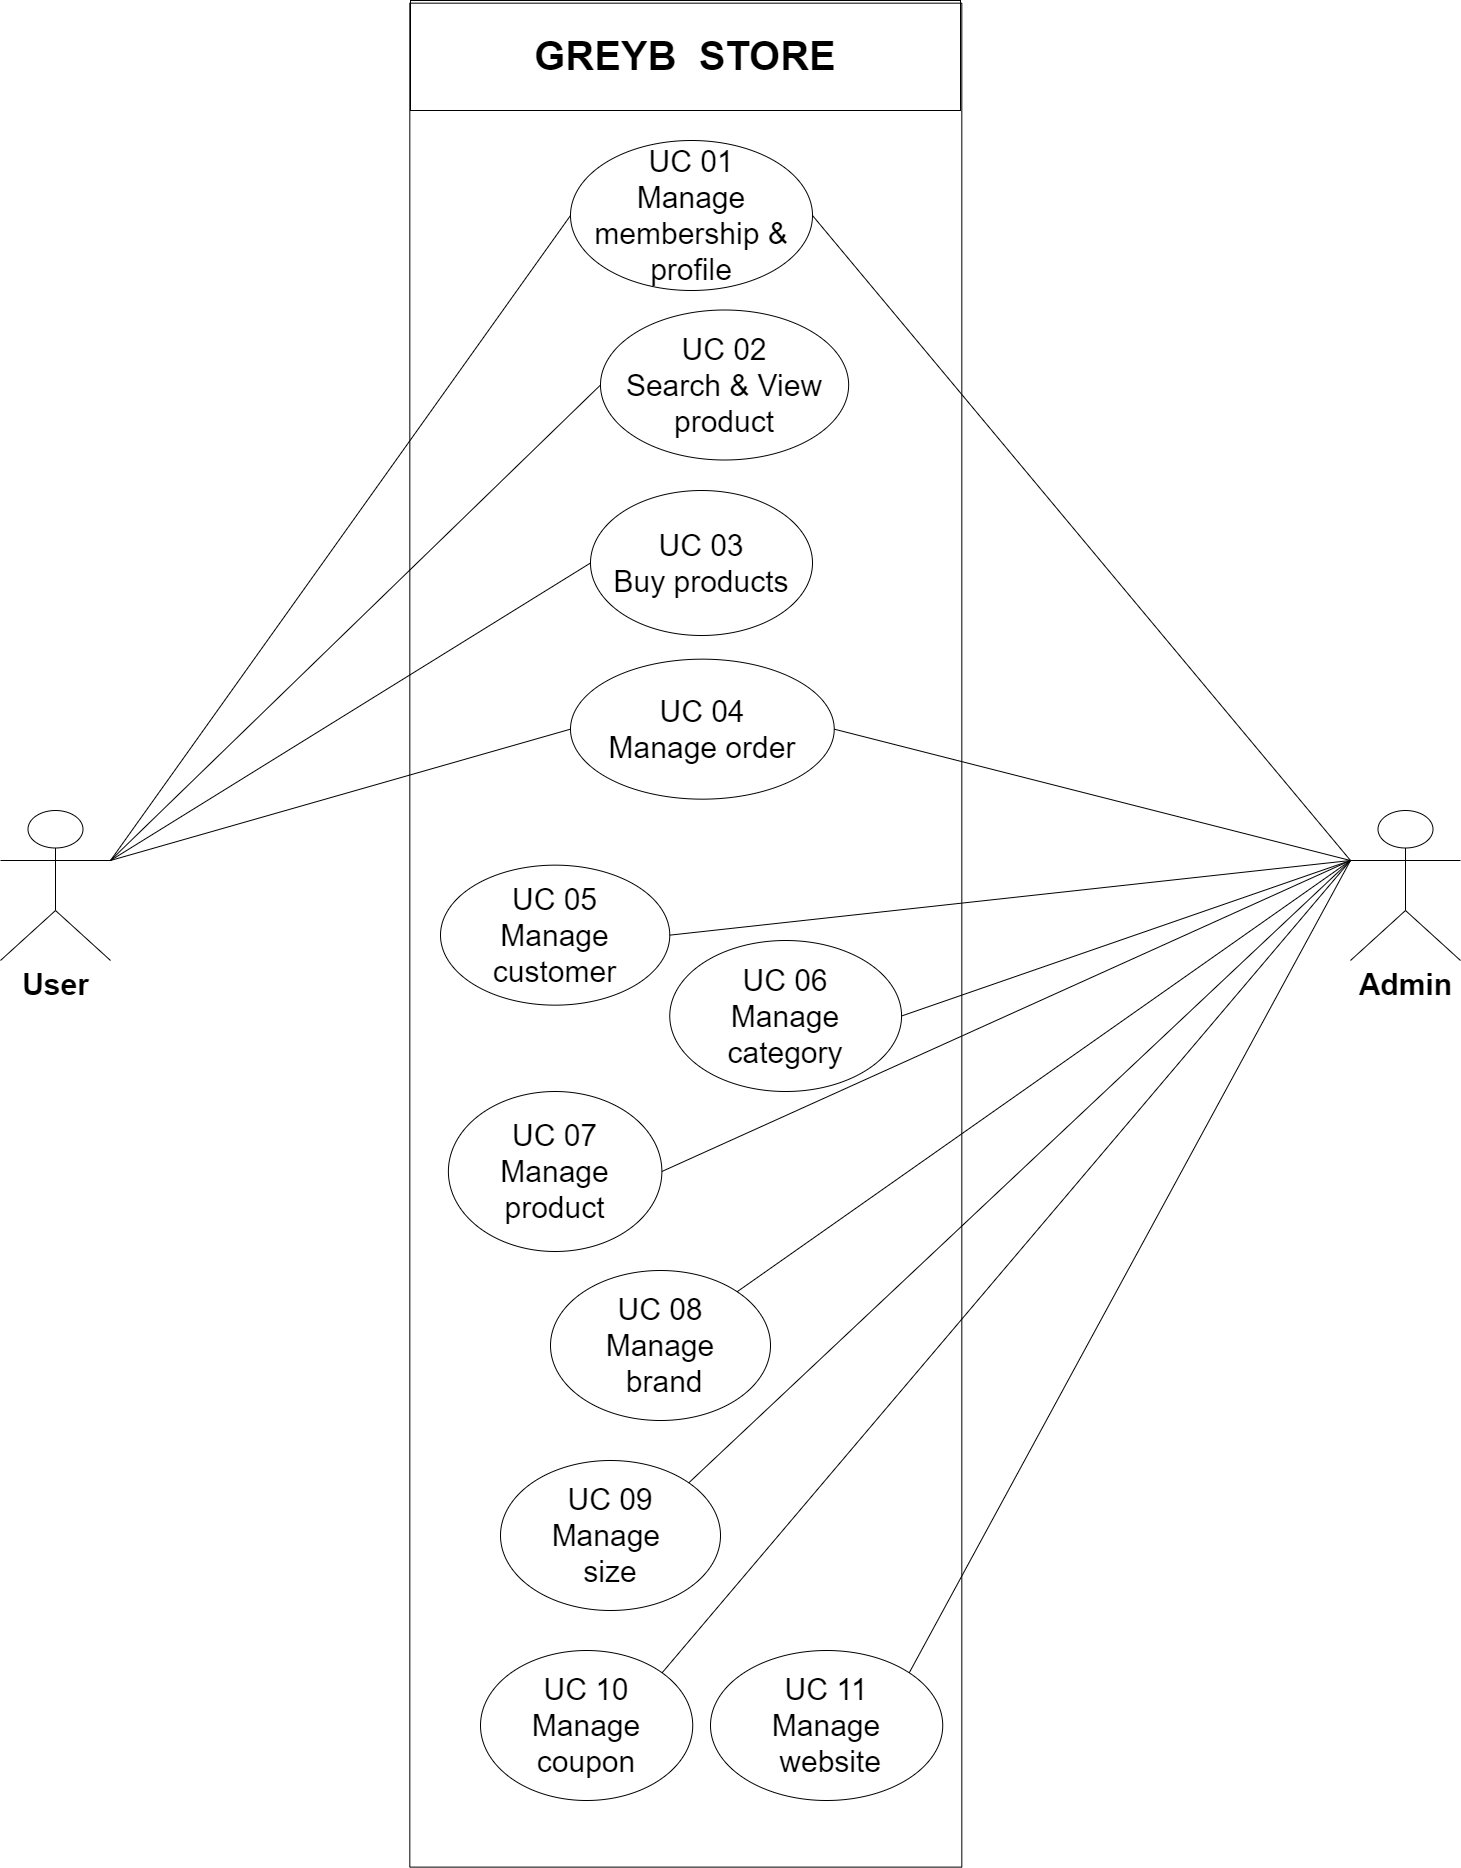 GREYB STORE
UC 01
Manage
membership &
profile
UC 02
Search & View
product
UC 03
Buy products
UC 04
Manage order
User
Admin
UC 05
Manage
customer
UC 06
Manage
category
UC 07
Manage
product
UC 08
Manage
brand
UC 09
Manage
size
UC 10
Manage
coupon
UC 11
Manage
website